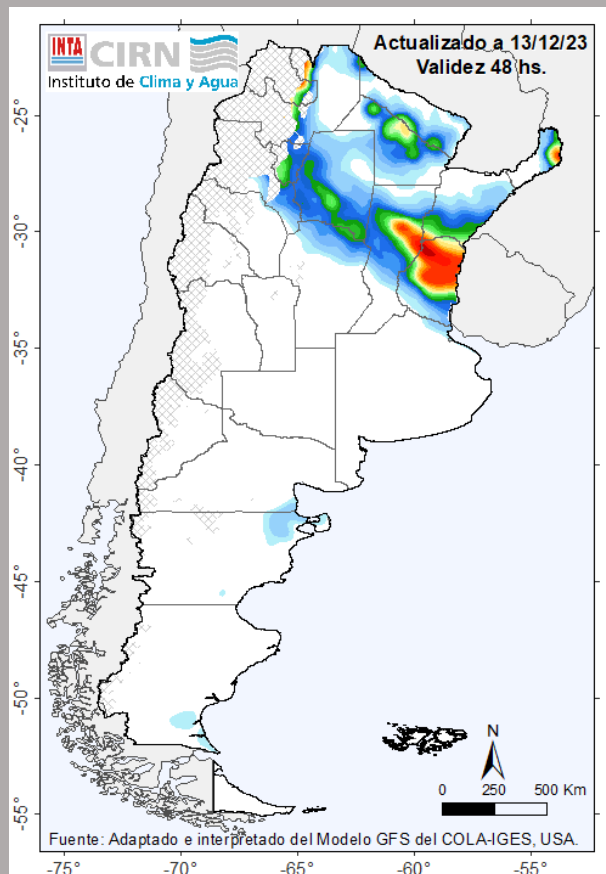 INTA CIRN
Instituto de Clima y Agua
Actualizado a 13/12/23
Validez 48 hs.
-25°
-30°
-35°
-40°
-45°
-50°
-55°
N
0 250 500 Km
Fuente: Adaptado e interpretado del Modelo GFS del COLA-IGES, USA.
-75° -70° -65° -60° -55°